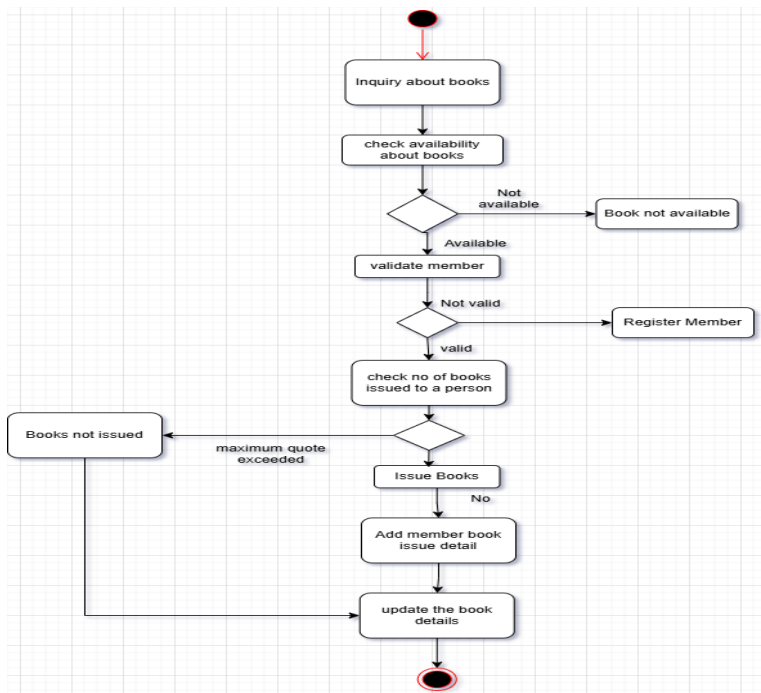 Inquiry about books
check availability
about books
Not
available
Book not available
Available
validate member
Not valid
Register Member
valid
check no of books
issued to a person
Books not issued
maximum quote
exceeded
Issue Books
No
Add member book
issue detail
update the book
details